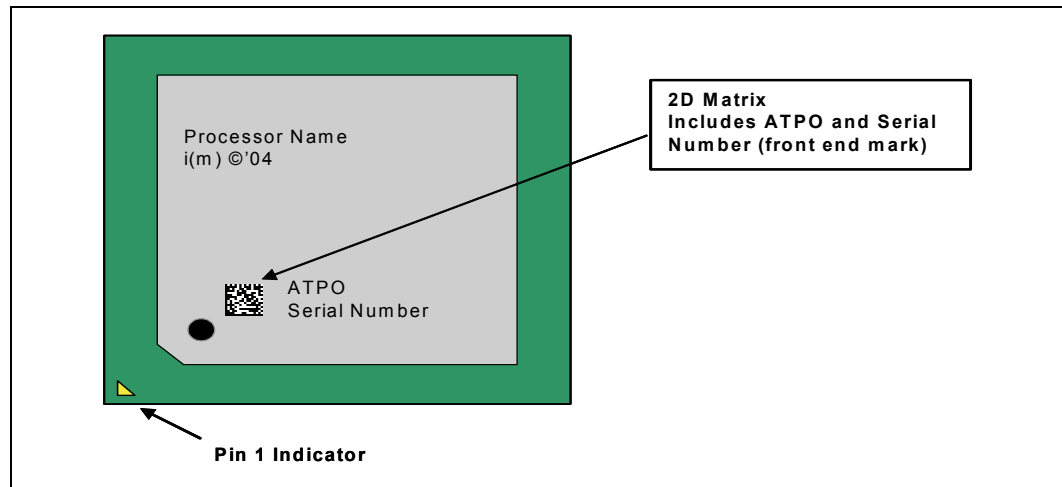 Processor Name
i(m) ©'04
2D Matrix
Includes ATPO and Serial
Number (front end mark)
ATPO
Serial Number
Pin 1 Indicator